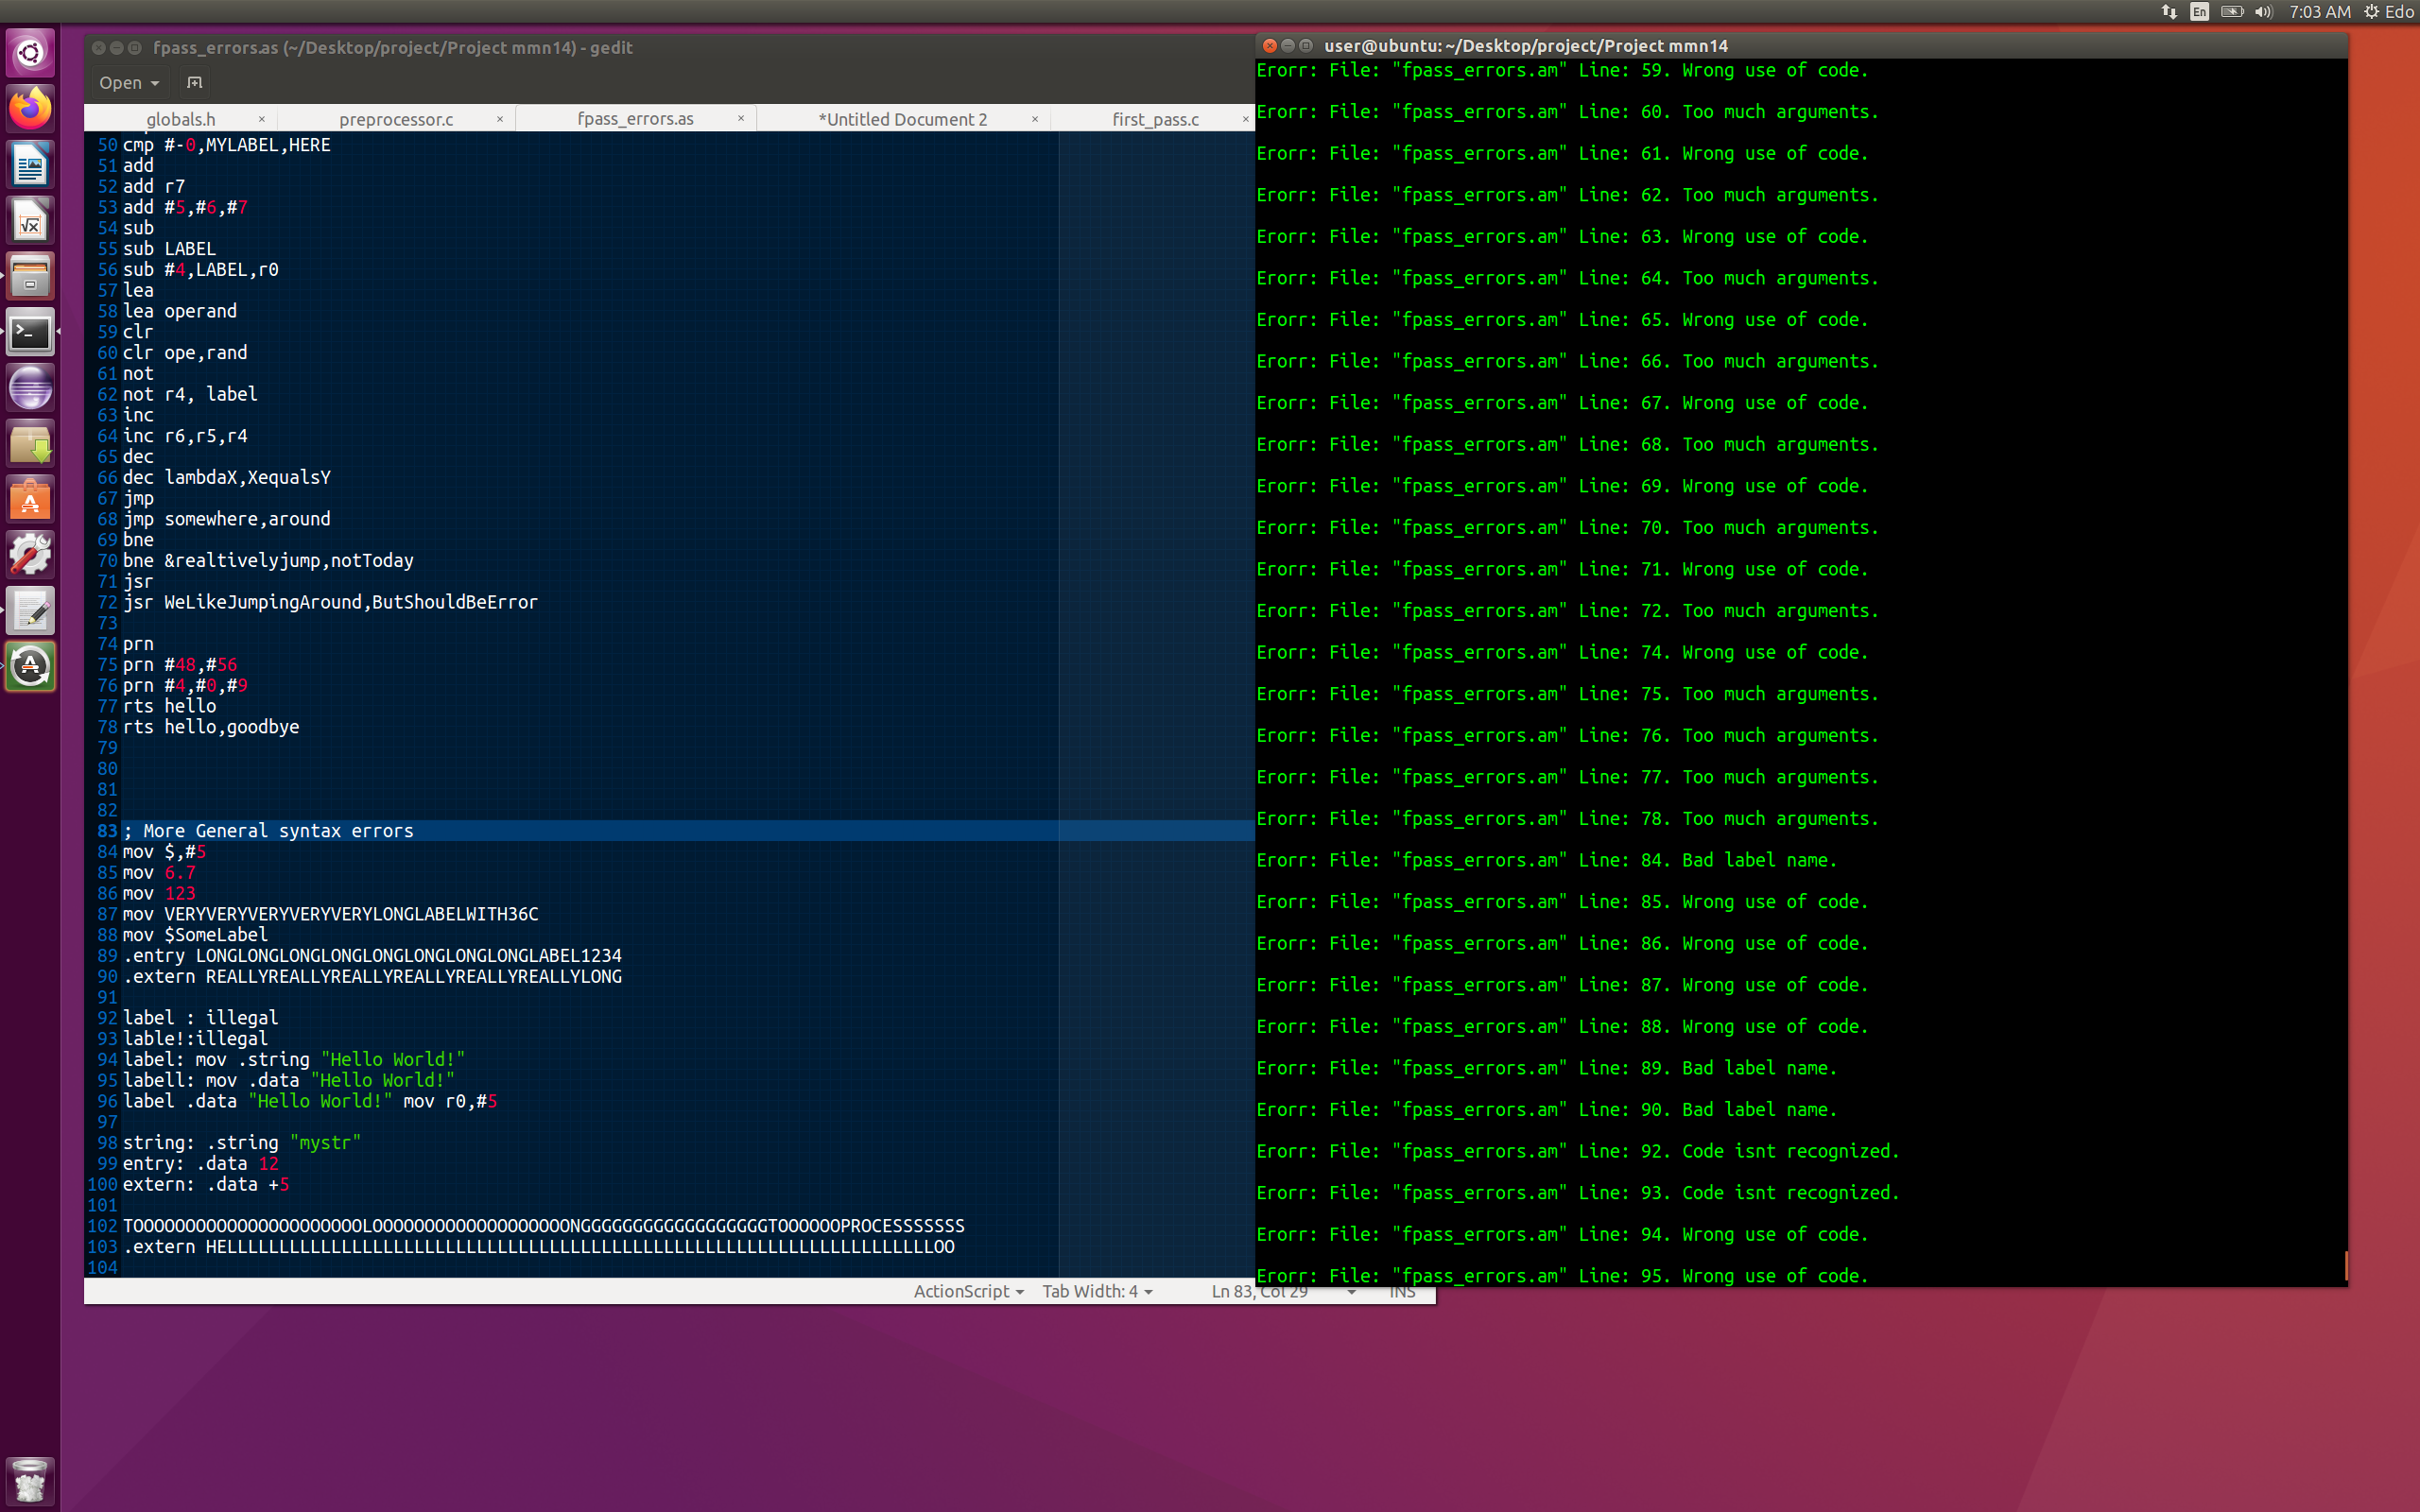 En
7:03 AM
Edo
fpass_errors.as (~/Desktop/project/Project mmn14) - gedit
Open
globals.h
preprocessor.c
fpass_errors.as
*Untitled Document 2
first_pass.c
50 cmp #-0,MYLABEL,HERE
51 add
52 add r7
53 add #5,#6,#7
54 sub
55 sub LABEL
56 sub #4,LABEL,r0
57 lea
58 lea operand
59 clr
60 clr ope,rand
61 not
62 not r4, label
63 inc
64 inc r6,r5,r4
65 dec
66 dec lambdaX,XequalsY
67 jmp
68 jmp somewhere,around
69 bne
70 bne &realtivelyjump,notToday
71 jsr
72 jsr WeLikeJumpingAround,ButShouldBeError
73
74 prn
75 prn #48,#56
76 prn #4,#0,#9
77 rts hello
78 rts hello,goodbye
79
80
81
82
83 ; More General syntax errors
84 mov $,#5
85 mov 6.7
86 mov 123
87 mov VERYVERYVERYVERYVERYLONGLABELWITH36C
88 mov $SomeLabel
89 .entry LONGLONGLONGLONGLONGLONGLONGLONGLABEL1234
90 .extern REALLYREALLYREALLYREALLYREALLYREALLYLONG
91
92 label : illegal
93 lable!:illegal
94 label: mov .string "Hello World!"
95 labell: mov .data "Hello World!"
96 label .data "Hello World!" mov r0,#5
97
98 string: .string "mystr"
99 entry: .data 12
100 extern: .data +5
101
102
103 .extern
104
ActionScript
Tab Width: 4
Ln 83, Col 29
INS
user@ubuntu: ~/Desktop/project/Project mmn14
Erorr: File: "fpass_errors.am" Line: 59. Wrong use of code.
Erorr: File: "fpass_errors.am" Line: 60. Too much arguments.
Erorr: File: "fpass_errors.am" Line: 61. Wrong use of code.
Erorr: File: "fpass_errors.am" Line: 62. Too much arguments.
Erorr: File: "fpass_errors.am" Line: 63. Wrong use of code.
Erorr: File: "fpass_errors.am" Line: 64. Too much arguments.
Erorr: File: "fpass_errors.am" Line: 65. Wrong use of code.
Erorr: File: "fpass_errors.am" Line: 66. Too much arguments.
Erorr: File: "fpass_errors.am" Line: 67. Wrong use of code.
Erorr: File: "fpass_errors.am" Line: 68. Too much arguments.
Erorr: File: "fpass_errors.am" Line: 69. Wrong use of code.
Erorr: File: "fpass_errors.am" Line: 70. Too much arguments.
Erorr: File: "fpass_errors.am" Line: 71. Wrong use of code.
Erorr: File: "fpass_errors.am" Line: 72. Too much arguments.
Erorr: File: "fpass_errors.am" Line: 74. Wrong use of code.
Erorr: File: "fpass_errors.am" Line: 75. Too much arguments.
Erorr: File: "fpass_errors.am" Line: 76. Too much arguments.
Erorr: File: "fpass_errors.am" Line: 77. Too much arguments.
Erorr: File: "fpass_errors.am" Line: 78. Too much arguments.
Erorr: File: "fpass_errors.am" Line: 84. Bad label name.
Erorr: File: "fpass_errors.am" Line: 85. Wrong use of code.
Erorr: File: "fpass_errors.am" Line: 86. Wrong use of code.
Erorr: File: "fpass_errors.am" Line: 87. Wrong use of code.
Erorr: File: "fpass_errors.am" Line: 88. Wrong use of code.
Erorr: File: "fpass_errors.am" Line: 89. Bad label name.
Erorr: File: "fpass_errors.am" Line: 90. Bad label name.
Erorr: File: "fpass_errors.am" Line: 92. Code isnt recognized.
Erorr: File: "fpass_errors.am" Line: 93. Code isnt recognized.
Erorr: File: "fpass_errors.am" Line: 94. Wrong use of code.
Erorr: File: "fpass_errors.am" Line: 95. Wrong use of code.